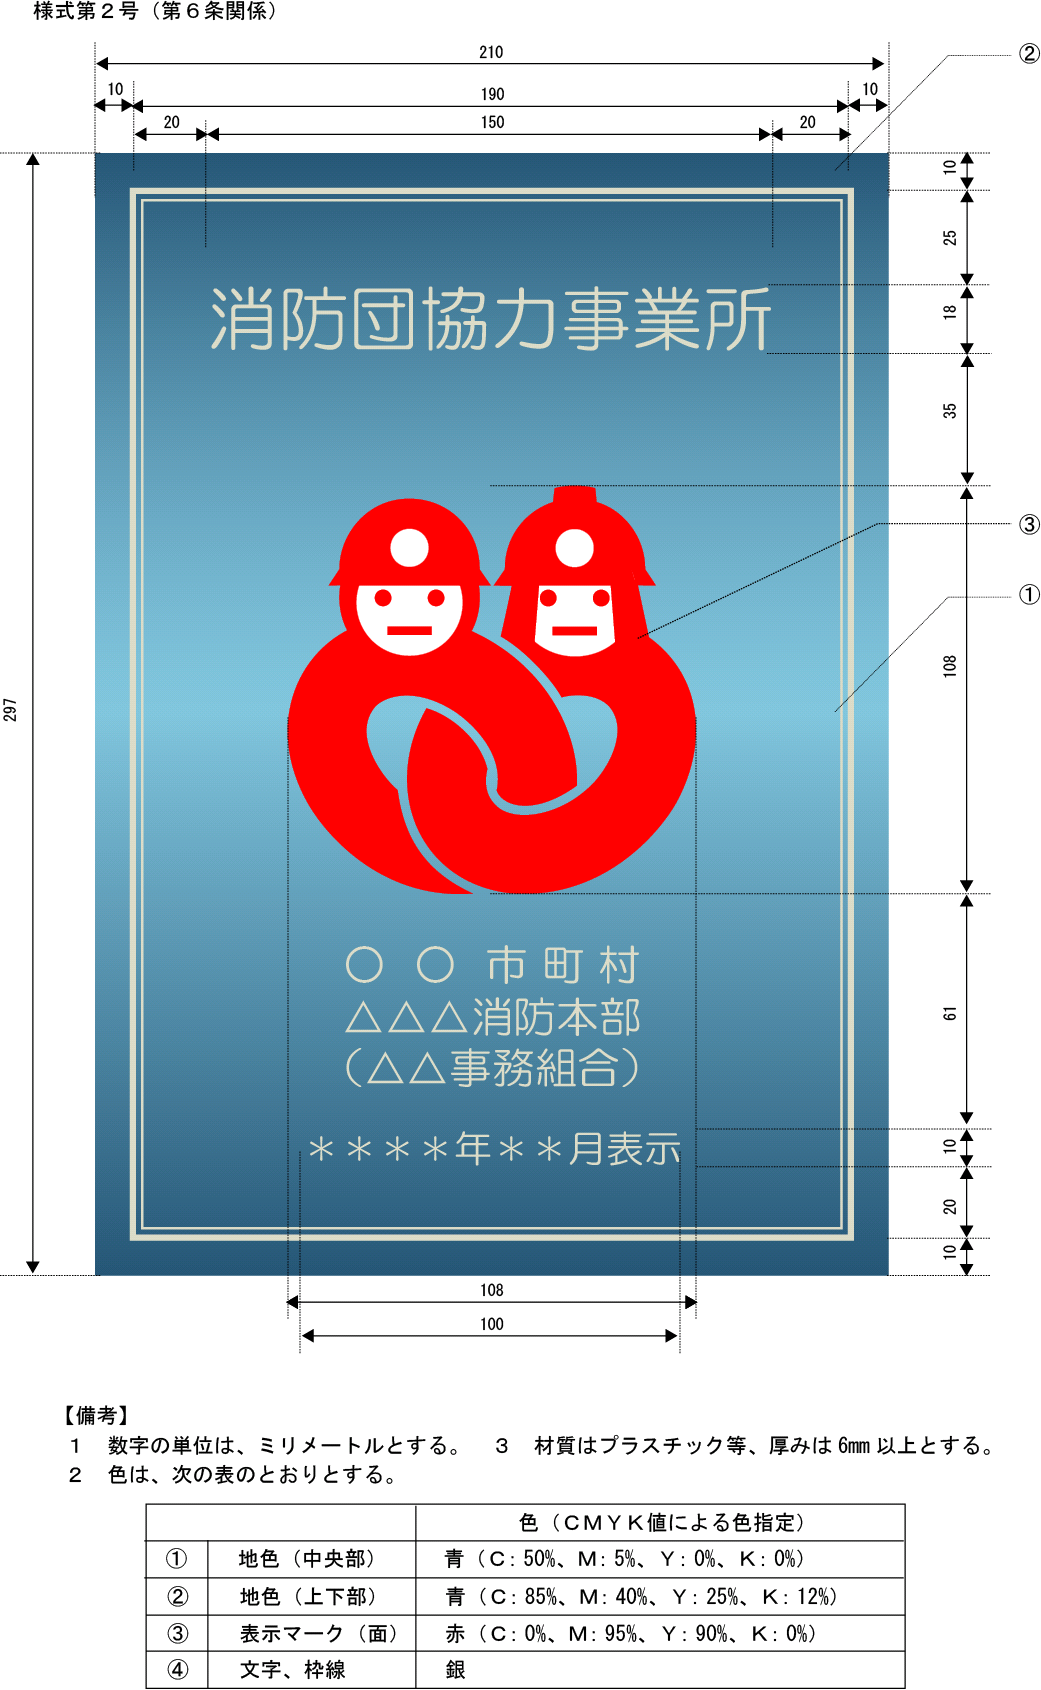 様式第２号（第６条関係）
210
②
10
190
10
20
150
20
10
25
消防団協力事業所
18
35
③
①
108
297
○ ○ 市 町 村
△△△消防本部
（△△事務組合）
61
＊＊＊＊年＊＊月表示
10
20
10
108
100
【備考】
１　数字の単位は、ミリメートルとする。　３　材質はプラスチック等、厚みは6mm以上とする。
２　色は、次の表のとおりとする。
色（ＣＭＹＫ値による色指定）
①　地色（中央部）　青（Ｃ：50%、Ｍ：5%、Ｙ：0%、Ｋ：0%）
②　地色（上下部）　青（Ｃ：85%、Ｍ：40%、Ｙ：25%、Ｋ：12%）
③　表示マーク（面）　赤（Ｃ：0%、Ｍ：95%、Ｙ：90%、Ｋ：0%）
④　文字、枠線　銀